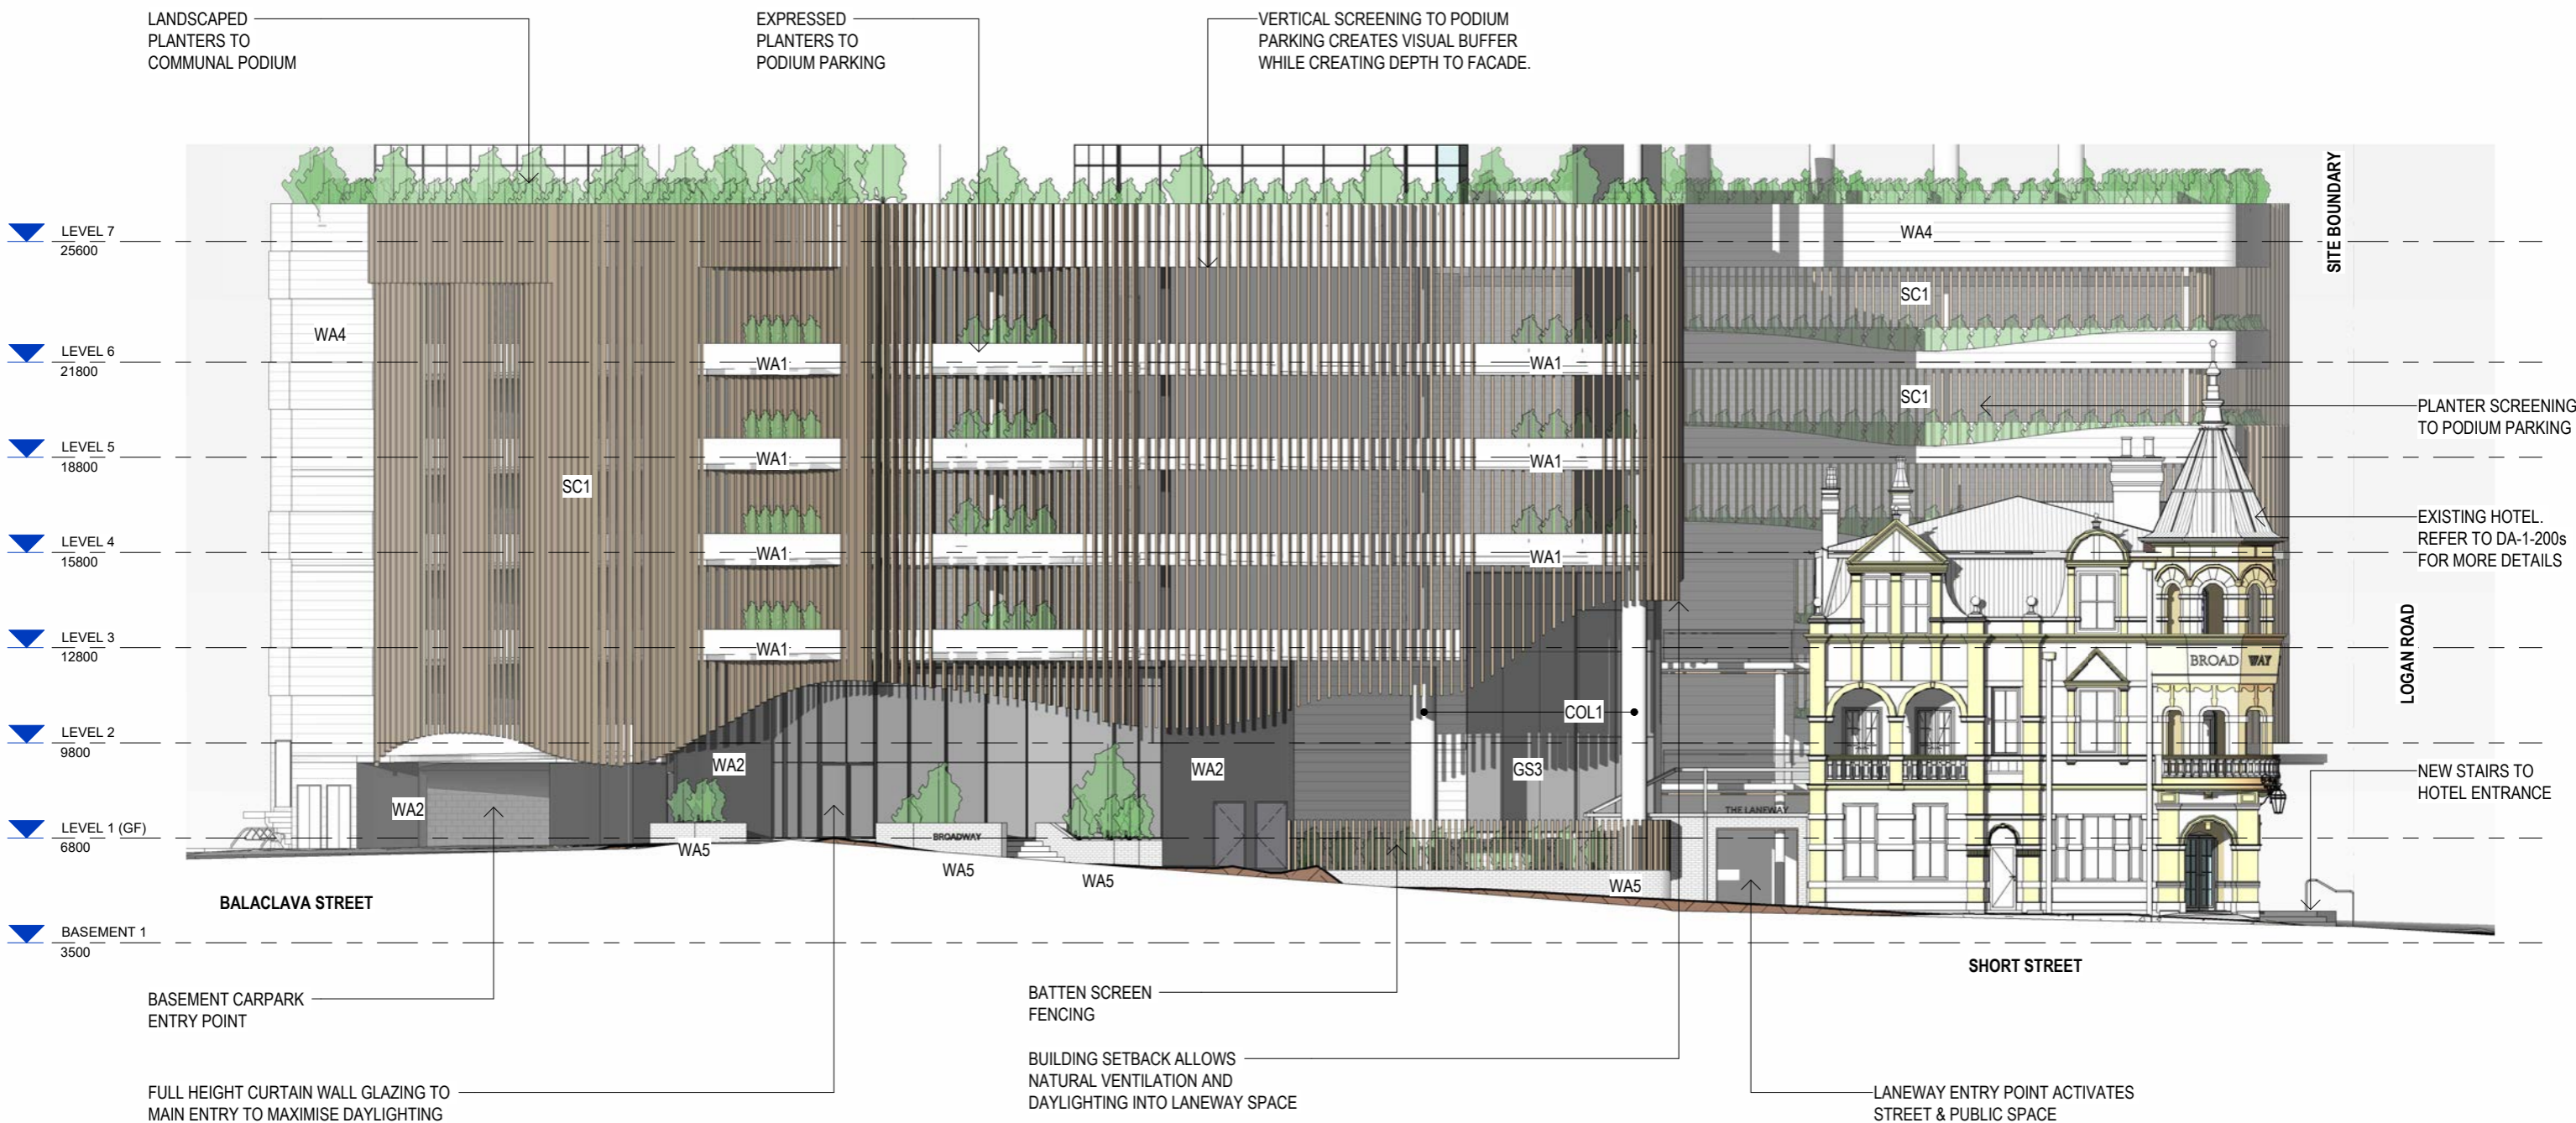 LANDSCAPED
PLANTERS TO
COMMUNAL PODIUM
EXPRESSED
PLANTERS TO
PODIUM PARKING
VERTICAL SCREENING TO PODIUM
PARKING CREATES VISUAL BUFFER
WHILE CREATING DEPTH TO FACADE.
SITE BOUNDARY
LEVEL 7
25600
WA4
SC1
WA4
LEVEL 6
21800
WA1
WA1
SC1
PLANTER SCREENING
TO PODIUM PARKING
LEVEL 5
18800
WA1
WA1
SC1
EXISTING HOTEL.
REFER TO DA-1-200s
FOR MORE DETAILS
LEVEL 4
15800
WA1
WA1
LOGAN ROAD
LEVEL 3
12800
WA1
BROAD WAY
COL1
LEVEL 2
9800
WA2
WA2
GS3
NEW STAIRS TO
HOTEL ENTRANCE
WA2
THE LANEWAY
LEVEL 1 (GF)
6800
BROADWAY
WA5
WA5
WA5
WA5
BALACLAVA STREET
BASEMENT 1
3500
SHORT STREET
BASEMENT CARPARK
ENTRY POINT
BATTEN SCREEN
FENCING
BUILDING SETBACK ALLOWS
NATURAL VENTILATION AND
DAYLIGHTING INTO LANEWAY SPACE
FULL HEIGHT CURTAIN WALL GLAZING TO
MAIN ENTRY TO MAXIMISE DAYLIGHTING
LANEWAY ENTRY POINT ACTIVATES
STREET & PUBLIC SPACE